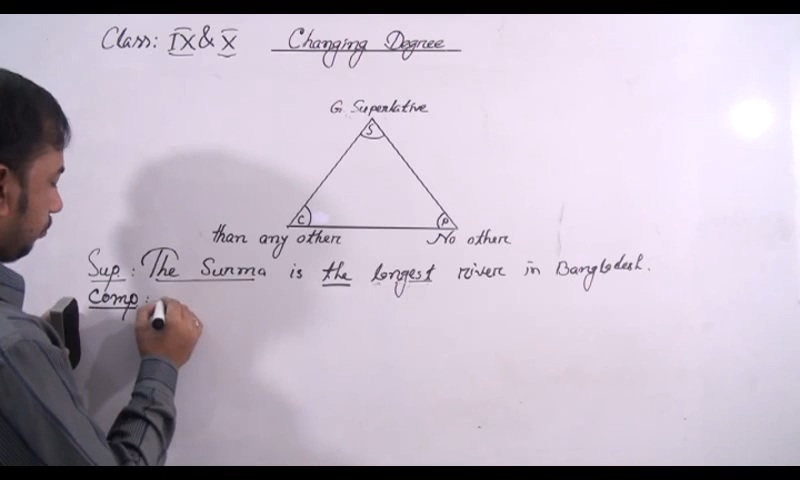 Class: IX & X Changing Degree
G. Superlative
S
C P
than any other No other
Sup: The Surma is the longest river in Bangladesh.
Comp: